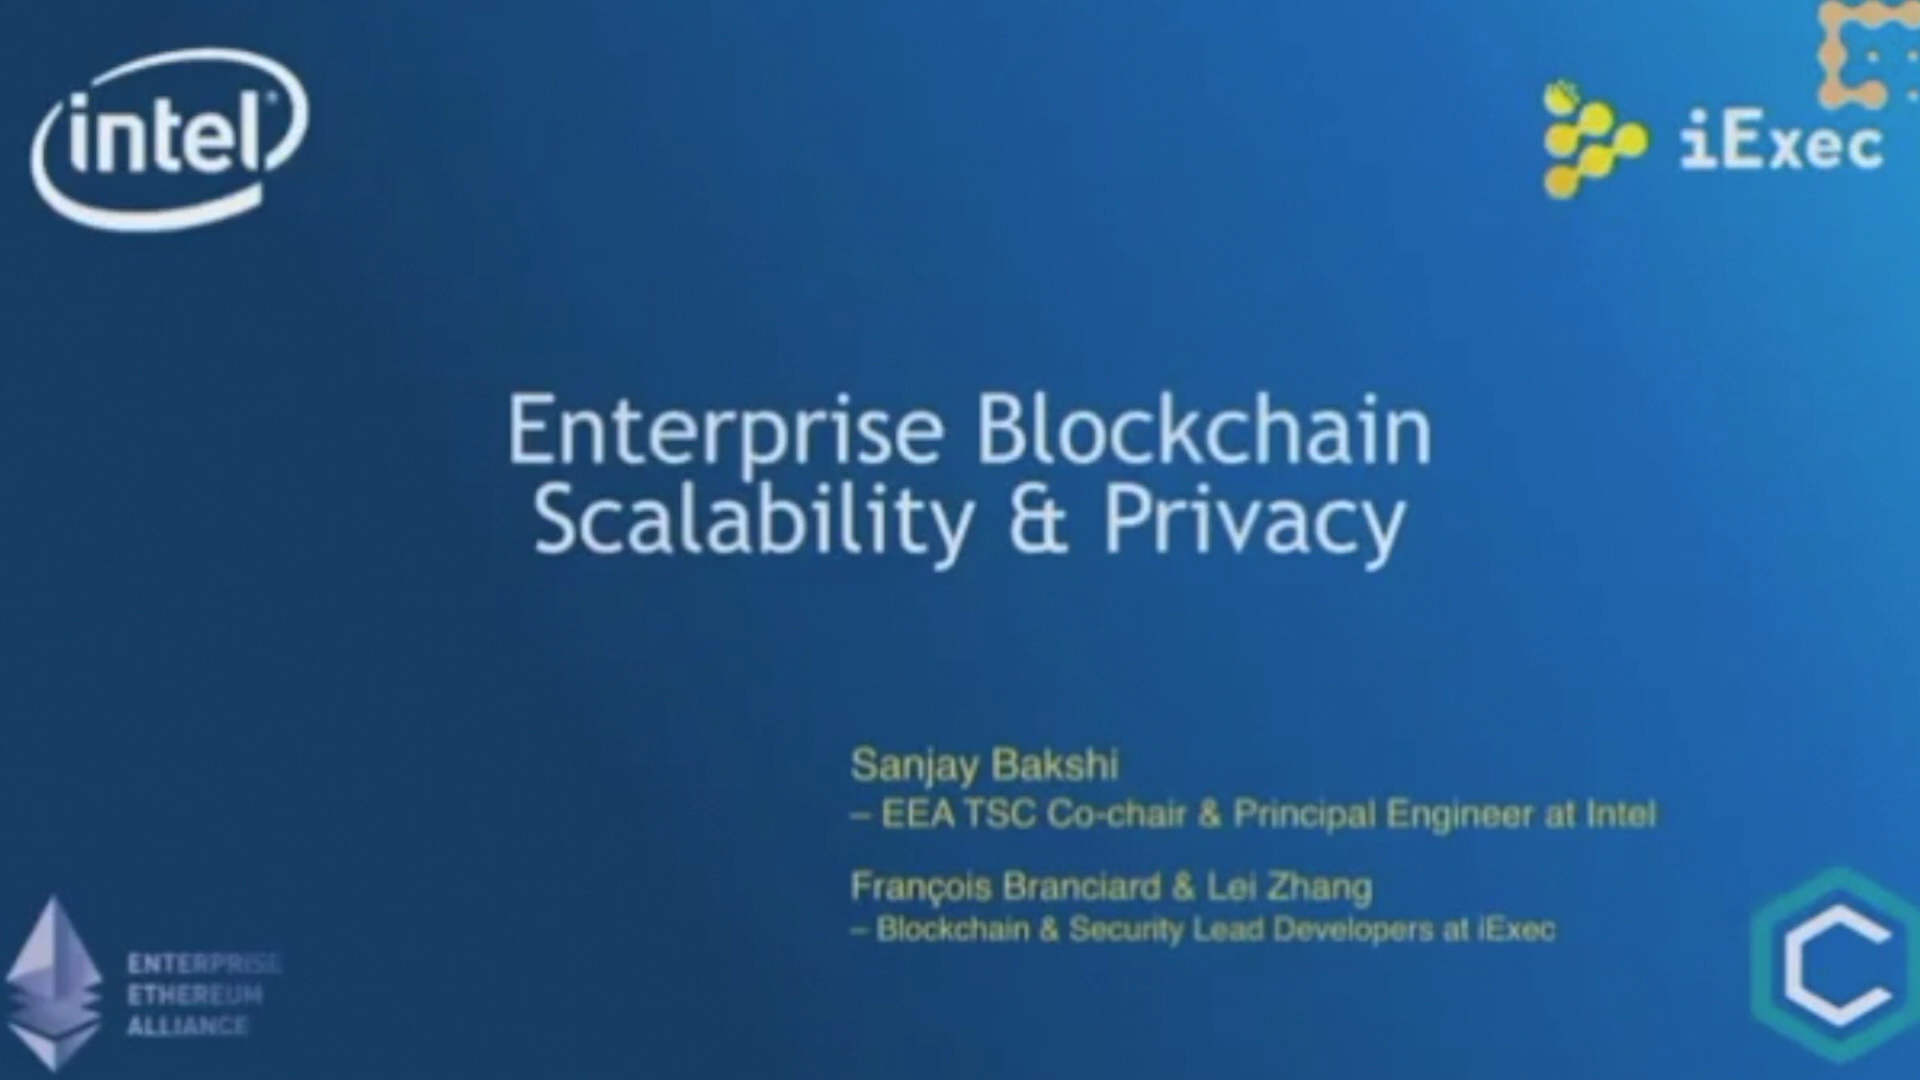 intel
iExec
Enterprise Blockchain
Scalability & Privacy
Sanjay Bakshi
– EEA TSC Co-chair & Principal Engineer at Intel
François Branciard & Lei Zhang
– Blockchain & Security Lead Developers at iExec
ENTERPRISE
ETHEREUM
ALLIANCE